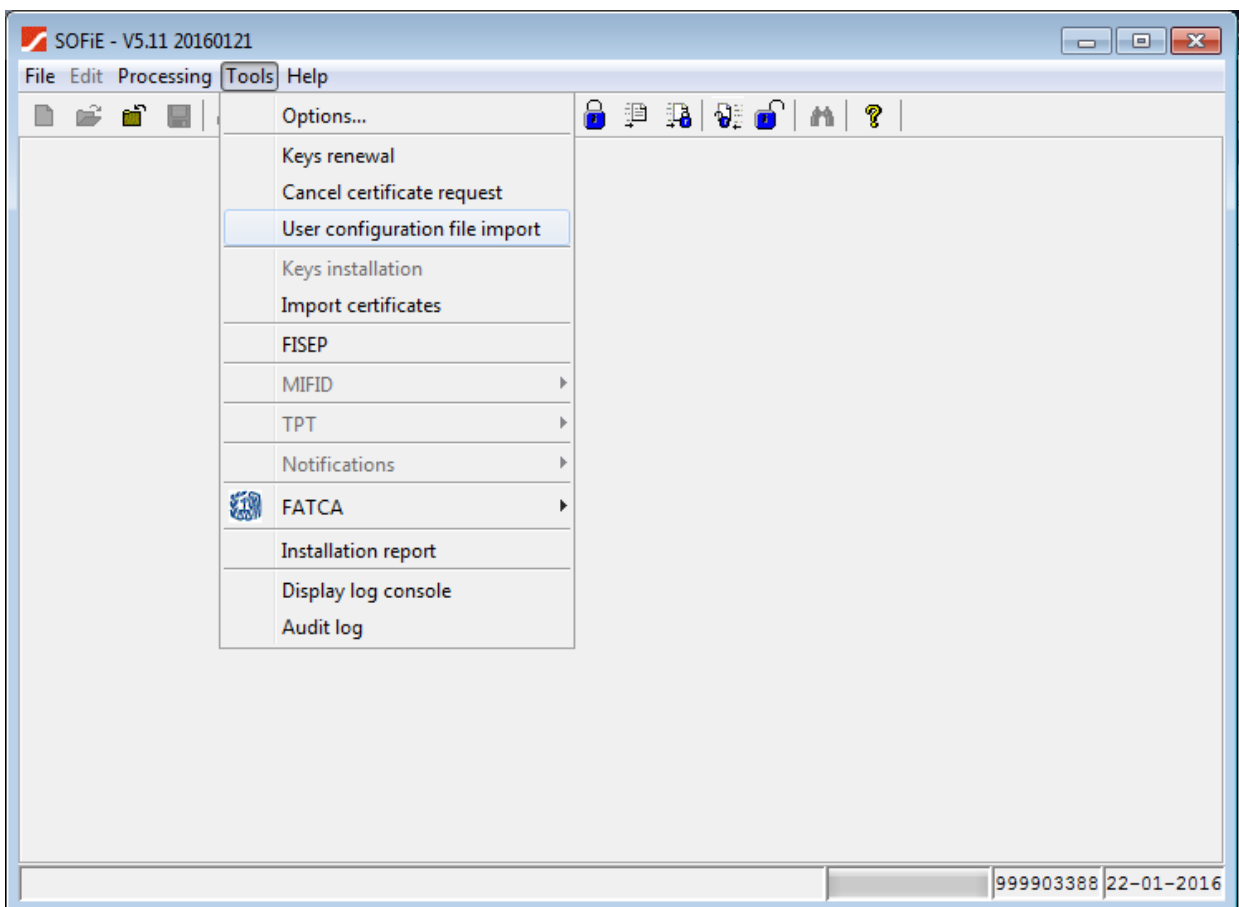 SOFiE - V5.11 20160121
File Edit Processing Tools Help
Options...
Keys renewal
Cancel certificate request
User configuration file import
Keys installation
Import certificates
FISEP
MIFID
TPT
Notifications
FATCA
Installation report
Display log console
Audit log
999903388 22-01-2016